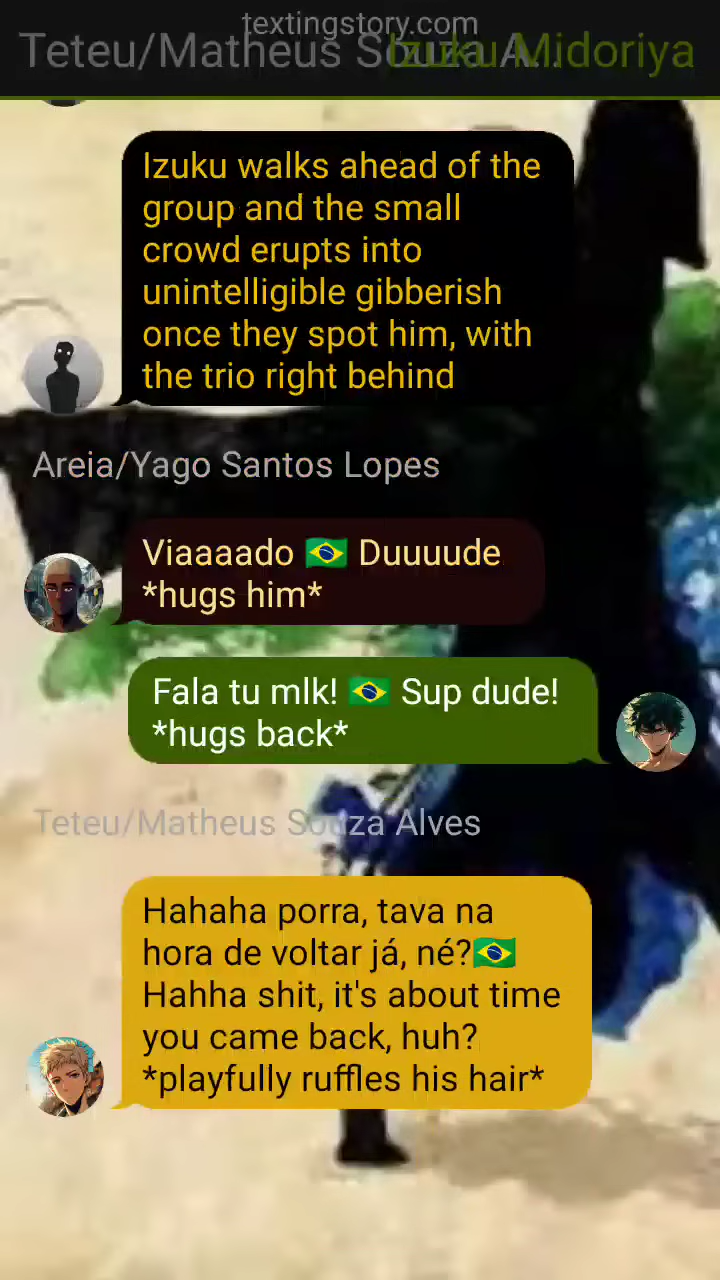 textingstory.com
Teteu/Matheus Souza A... Izuku Midoriya
Izuku walks ahead of the
group and the small
crowd erupts into
unintelligible gibberish
once they spot him, with
the trio right behind
Areia/Yago Santos Lopes
Viaaaado 🇧🇷 Duuuude
*hugs him*
Fala tu mlk! 🇧🇷 Sup dude!
*hugs back*
Teteu/Matheus Souza Alves
Hahaha porra, tava na
hora de voltar já, né?🇧🇷
Hahha shit, it's about time
you came back, huh?
*playfully ruffles his hair*